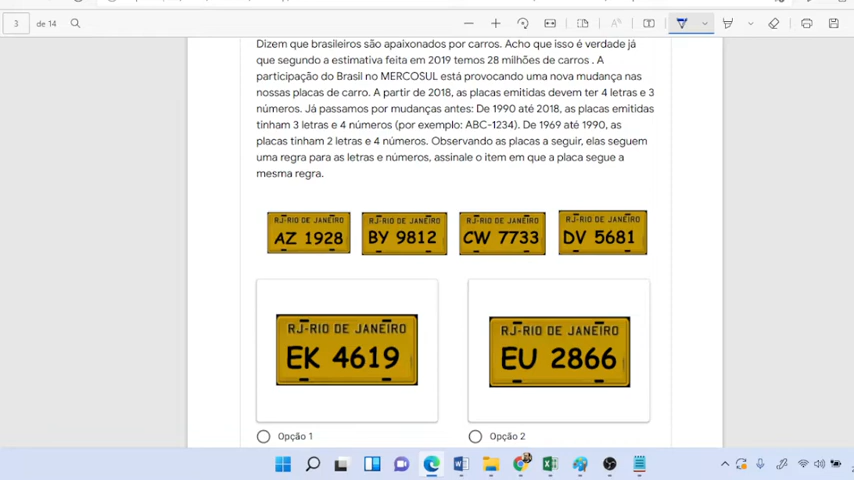 3 de 14
Dizem que brasileiros são apaixonados por carros. Acho que isso é verdade já
que segundo a estimativa feita em 2019 temos 28 milhões de carros . A
participação do Brasil no MERCOSUL está provocando uma nova mudança nas
nossas placas de carro. A partir de 2018, as placas emitidas devem ter 4 letras e 3
números. Já passamos por mudanças antes: De 1990 até 2018, as placas emitidas
tinham 3 letras e 4 números (por exemplo: ABC-1234). De 1969 até 1990, as
placas tinham 2 letras e 4 números. Observando as placas a seguir, elas seguem
uma regra para as letras e números, assinale o item em que a placa segue a
mesma regra.
RJ-RIO DE JANEIRO RJ-RIO DE JANEIRO RJ-RIO DE JANEIRO RJ-RIO DE JANEIRO
AZ 1928 BY 9812 CW 7733 DV 5681
RJ-RIO DE JANEIRO RJ-RIO DE JANEIRO
EK 4619 EU 2866
Opção 1 Opção 2